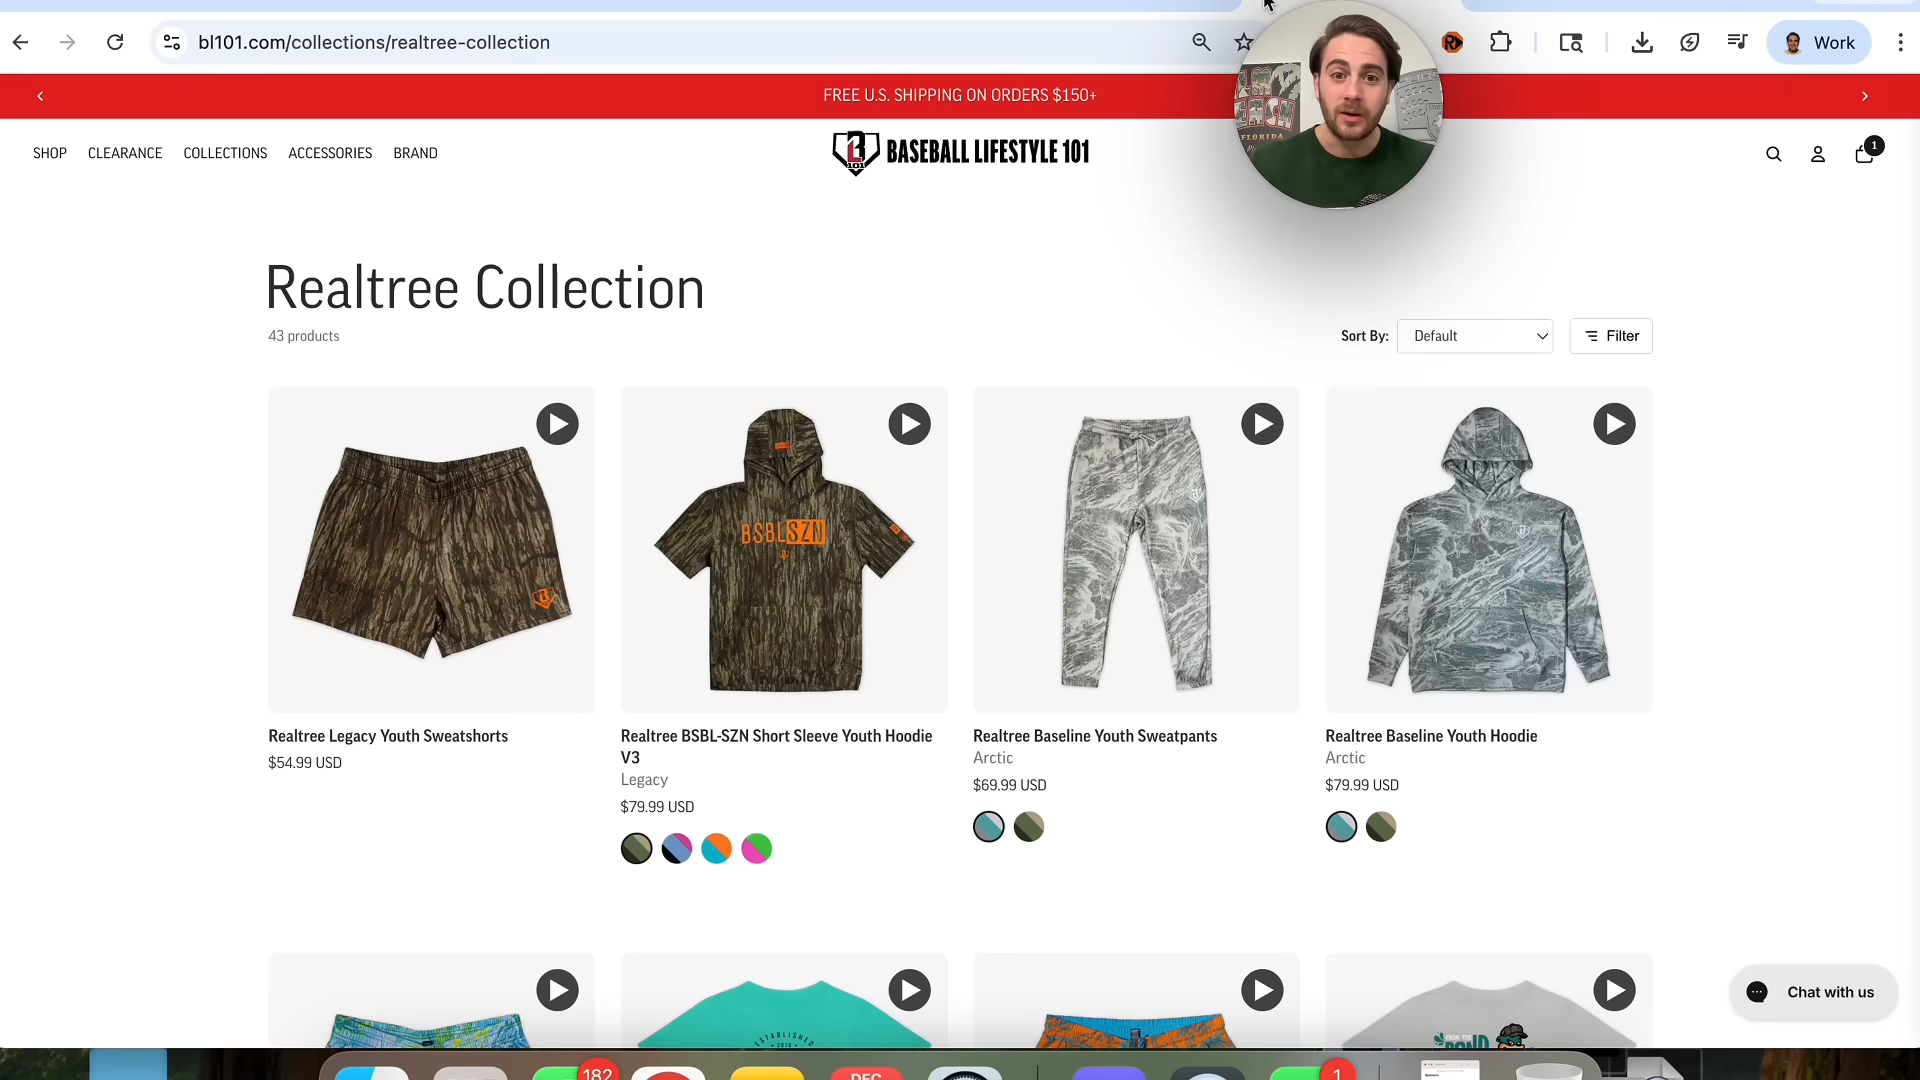 bl101.com/collections/realtree-collection
Work
FREE U.S. SHIPPING ON ORDERS $150+
SHOP
CLEARANCE
COLLECTIONS
ACCESSORIES
BRAND
BASEBALL LIFESTYLE 101
1
FLORIDA
Realtree Collection
43 products
Sort By:
Default
Filter
BSBLSZN
Realtree Legacy Youth Sweatshorts
$54.99 USD
Realtree BSBL-SZN Short Sleeve Youth Hoodie
V3
Legacy
$79.99 USD
Realtree Baseline Youth Sweatpants
Arctic
$69.99 USD
Realtree Baseline Youth Hoodie
Arctic
$79.99 USD
ESTABLISHED
Chat with us
182
DEC
1